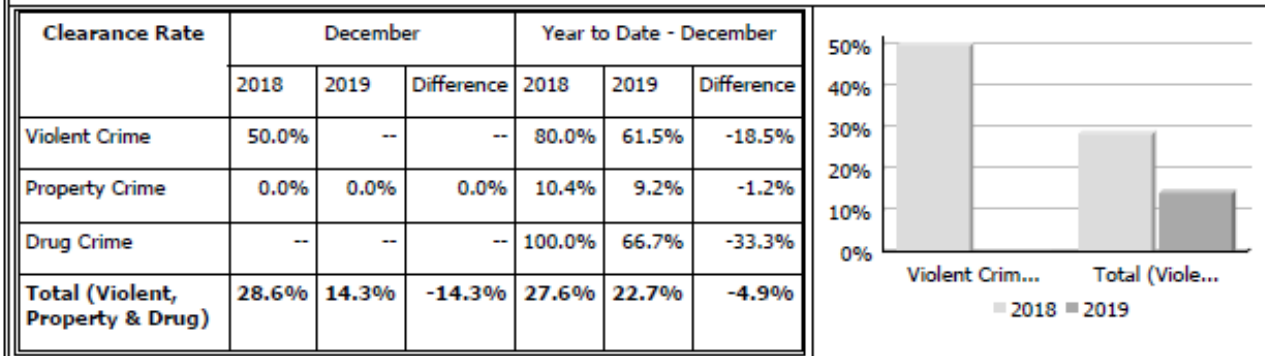 Clearance Rate December Year to Date - December
2018 2019 Difference 2018 2019 Difference
Violent Crime 50.0% -- -- 80.0% 61.5% -18.5%
Property Crime 0.0% 0.0% 0.0% 10.4% 9.2% -1.2%
Drug Crime -- -- -- 100.0% 66.7% -33.3%
Total (Violent,
Property & Drug) 28.6% 14.3% -14.3% 27.6% 22.7% -4.9%
50%
40%
30%
20%
10%
0%
Violent Crim... Total (Viole...
2018 2019